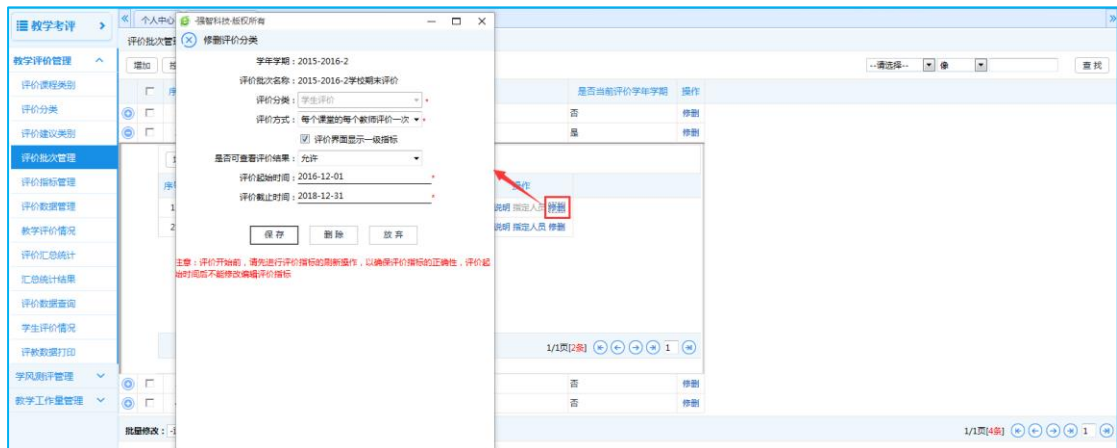 教学考评
个人中心
强智科技-版权所有
评价批次管
修删评价分类
教学评价管理
增加
学年学期：2015-2016-2
--请选择-- 像 查 找
评价课程类别
评价批次名称：2015-2016-2学校期末评价
是否当前评价学年学期 操作
评价分类
评价分类：学生评价 *
否 修删
评价建议类别
评价方式：每个课堂的每个教师评价一次 *
是 修删
评价界面显示一级指标
评价批次管理
是否可查看评价结果：允许
评价指标管理
评价起始时间：2016-12-01 *
操作
评价数据管理
评价截止时间：2018-12-31 *
1 说明 指定人员 修删
教学评价情况
2 说明 指定人员 修删
保 存 删 除 放 弃
评价汇总统计
注意：评价开始前，请先进行评价指标的刷新操作，以确保评价指标的正确性，评价起
始时间后不能修改编辑评价指标
汇总统计结果
评价数据查询
学生评价情况
评教数据打印
1/1页[2条] 1
学风测评管理
否 修删
教学工作量管理
否 修删
批量修改：
1/1页[4条] 1